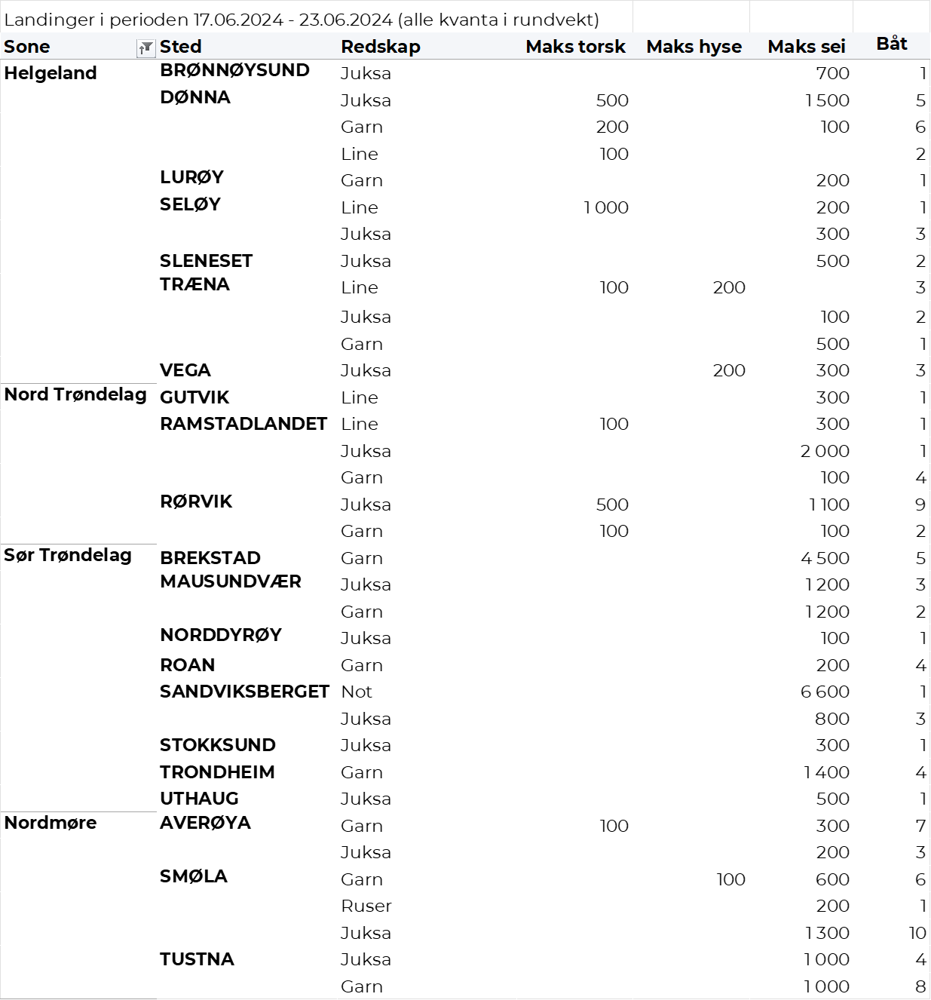 Landinger i perioden 17.06.2024 - 23.06.2024 (alle kvanta i rundvekt)
Sone Sted Redskap Maks torsk Maks hyse Maks sei Båt
Helgeland BRØNNØYSUND Juksa 700 1
DØNNA Juksa 500 1 500 5
Garn 200 100 6
Line 100 2
LURØY Garn 200 1
SELØY Line 1 000 200 1
Juksa 300 3
SLENESET Juksa 500 2
TRÆNA Line 100 200 3
Juksa 100 2
Garn 500 1
VEGA Juksa 200 300 3
Nord Trøndelag GUTVIK Line 300 1
RAMSTADLANDET Line 100 300 1
Juksa 2 000 1
Garn 100 4
RØRVIK Juksa 500 1 100 9
Garn 100 100 2
Sør Trøndelag BREKSTAD Garn 4 500 5
MAUSUNDVÆR Juksa 1 200 3
Garn 1 200 2
NORDDYRØY Juksa 100 1
ROAN Garn 200 4
SANDVIKSBERGET Not 6 600 1
Juksa 800 3
STOKKSUND Juksa 300 1
TRONDHEIM Garn 1 400 4
UTHAUG Juksa 500 1
Nordmøre AVERØYA Garn 100 300 7
Juksa 200 3
SMØLA Garn 100 600 6
Ruser 200 1
Juksa 1 300 10
TUSTNA Juksa 1 000 4
Garn 1 000 8